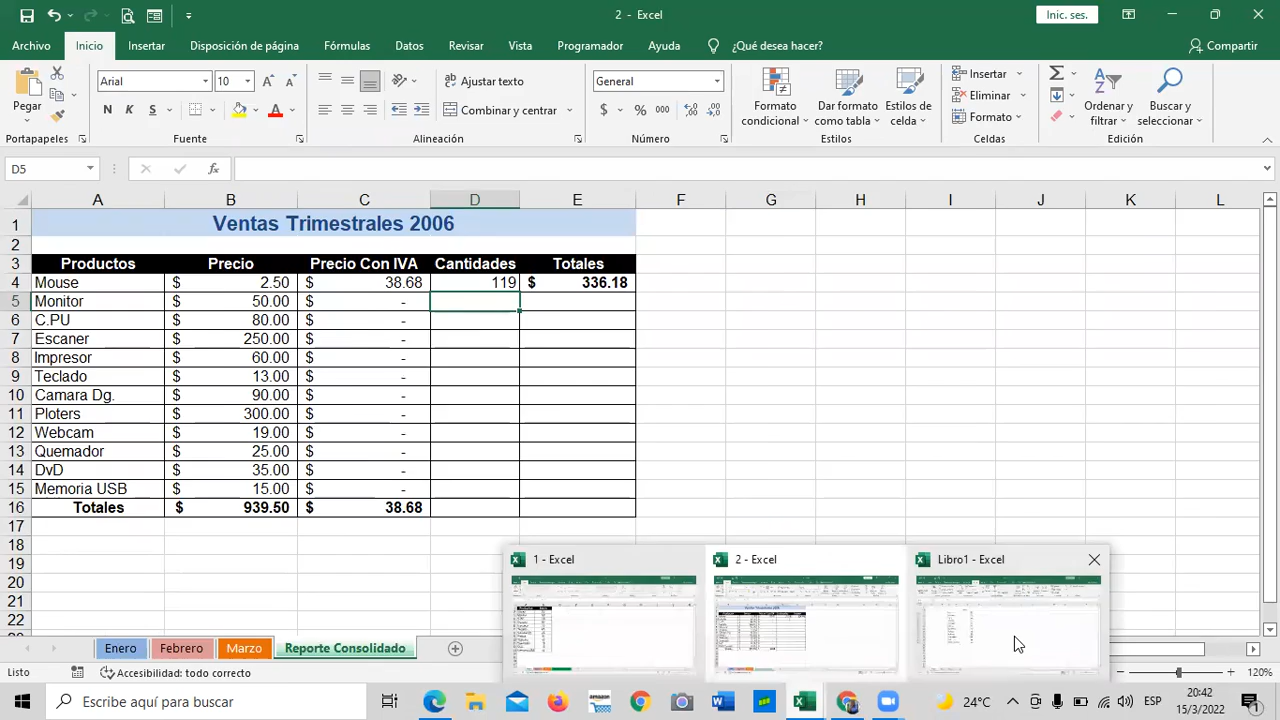 2 - Excel
Inic. ses.
Archivo Inicio Insertar Disposición de página Fórmulas Datos Revisar Vista Programador Ayuda ¿Qué desea hacer? Compartir
Pegar
Portapapeles
Arial 10
N K S
Fuente
Ajustar texto
Combinar y centrar
Alineación
General
$ % 000
Número
Formato condicional
Dar formato como tabla
Estilos de celda
Estilos
Insertar
Eliminar
Formato
Celdas
Ordenar y filtrar
Buscar y seleccionar
Edición
D5 fx
A B C D E F G H I J K L
1 Ventas Trimestrales 2006
2
3 Productos Precio Precio Con IVA Cantidades Totales
4 Mouse $ 2.50 $ 38.68 119 $ 336.18
5 Monitor $ 50.00 $ -
6 C.PU $ 80.00 $ -
7 Escaner $ 250.00 $ -
8 Impresor $ 60.00 $ -
9 Teclado $ 13.00 $ -
10 Camara Dg. $ 90.00 $ -
11 Ploters $ 300.00 $ -
12 Webcam $ 19.00 $ -
13 Quemador $ 25.00 $ -
14 DvD $ 35.00 $ -
15 Memoria USB $ 15.00 $ -
16 Totales $ 939.50 $ 38.68
17
18
19
20
21
1 - Excel 2 - Excel Libro1 - Excel
Enero Febrero Marzo Reporte Consolidado
Listo Accesibilidad: todo correcto 120%
Escribe aquí para buscar
24°C ESP
20:42
15/3/2022